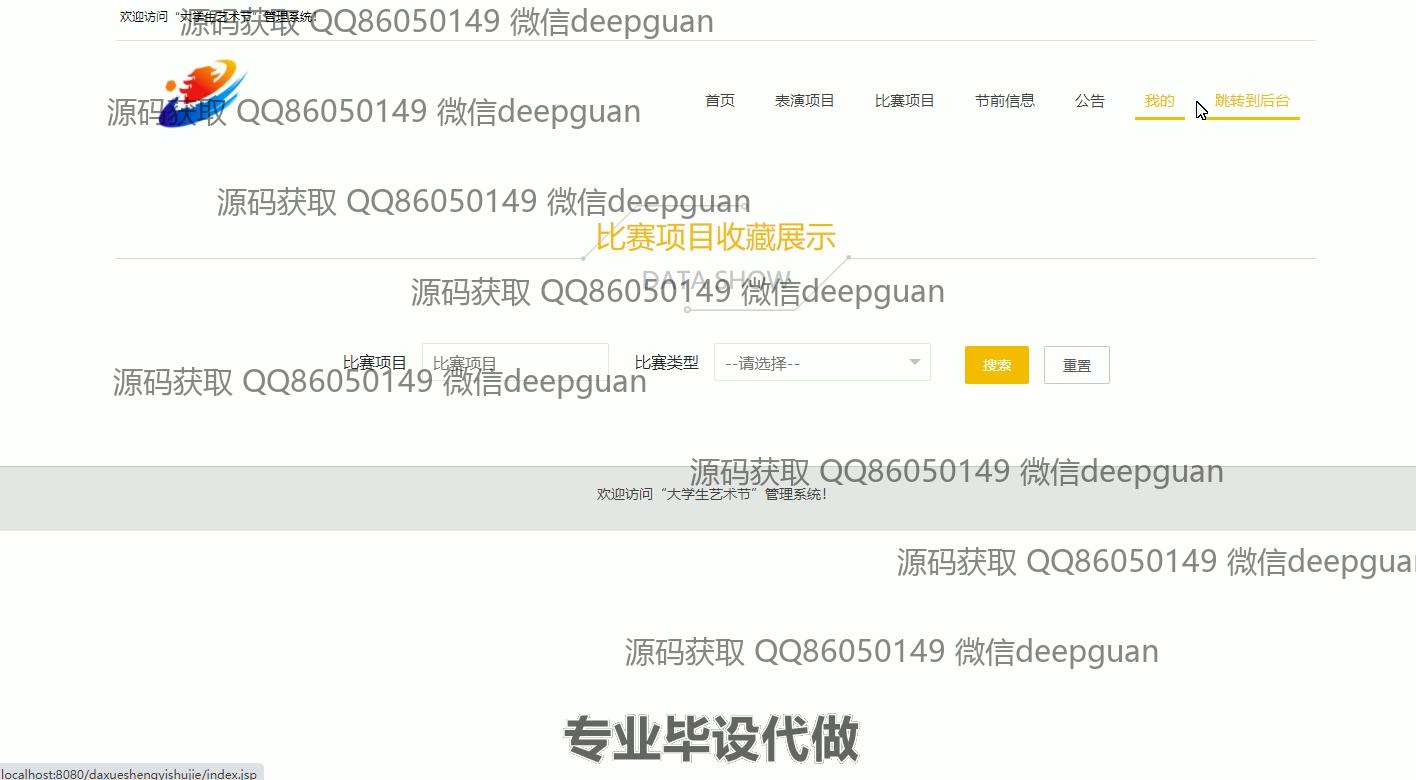 欢迎访问“大学生艺术节”管理系统！
源码获取 QQ86050149 微信deepguan
首页 表演项目 比赛项目 节前信息 公告 我的 跳转到后台
源码获取 QQ86050149 微信deepguan
源码获取 QQ86050149 微信deepguan
比赛项目收藏展示
DATA SHOW
源码获取 QQ86050149 微信deepguan
比赛项目 比赛项目 比赛类型 --请选择-- 搜索 重置
源码获取 QQ86050149 微信deepguan
源码获取 QQ86050149 微信deepguan
欢迎访问“大学生艺术节”管理系统！
源码获取 QQ86050149 微信deepguan
源码获取 QQ86050149 微信deepguan
专业毕设代做
localhost:8080/daxueshengyishujie/index.jsp